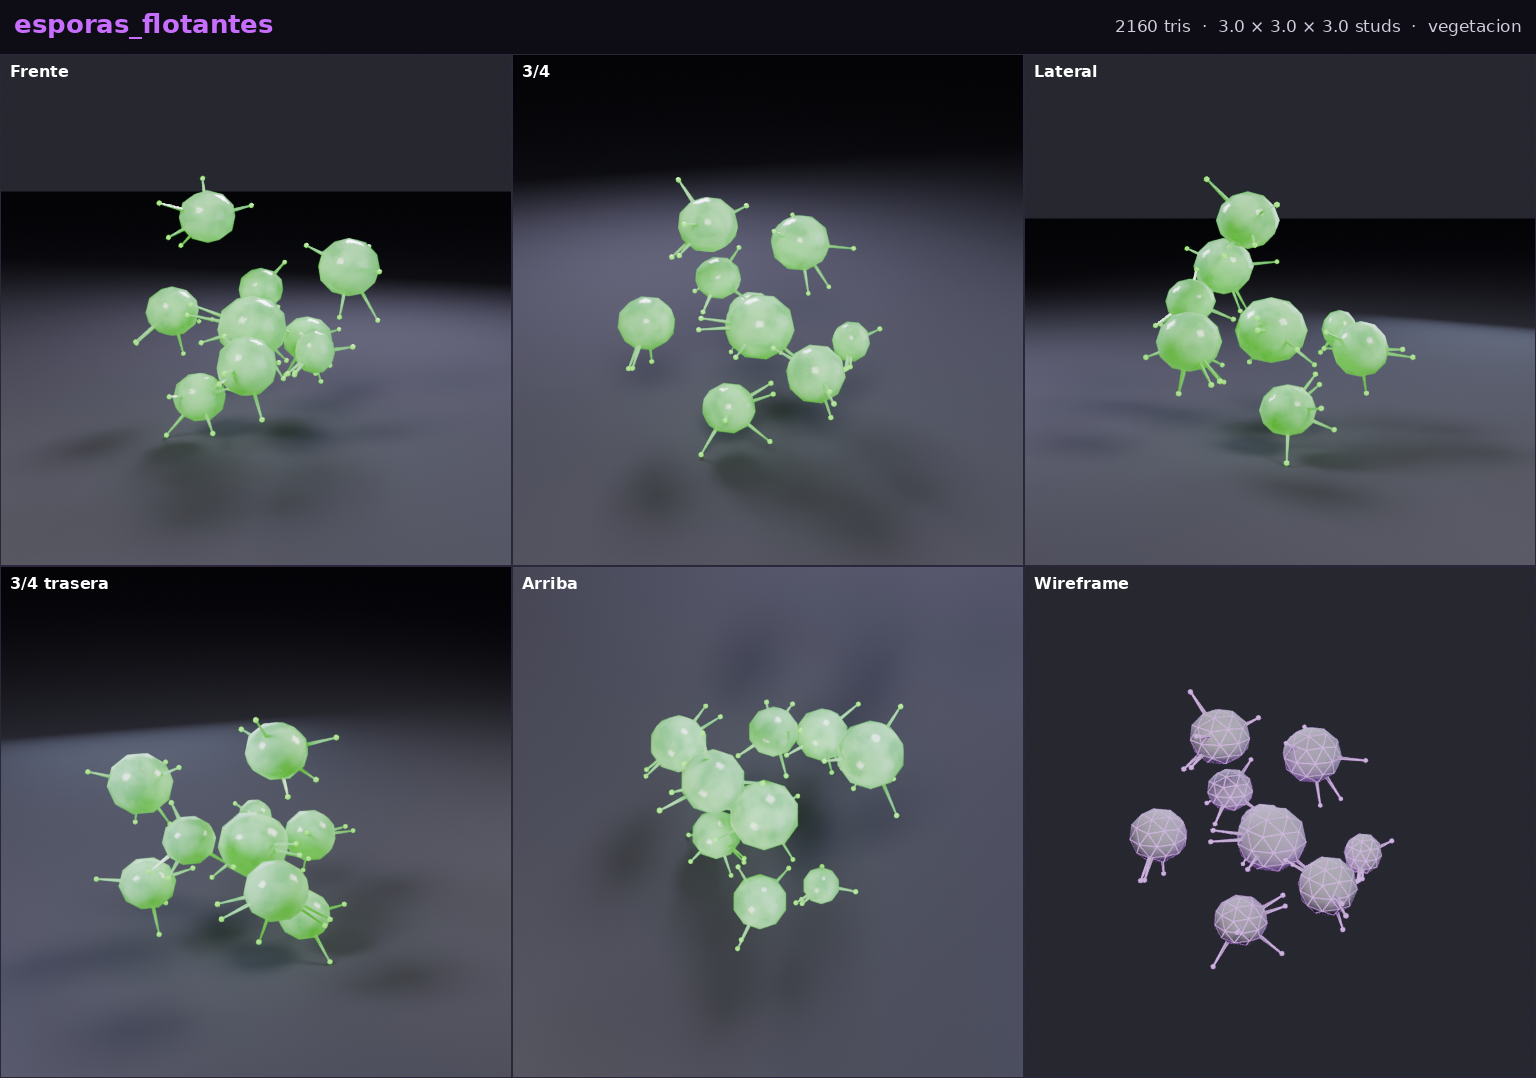 esporas_flotantes
2160 tris · 3.0 × 3.0 × 3.0 studs · vegetacion
Frente
3/4
Lateral
3/4 trasera
Arriba
Wireframe